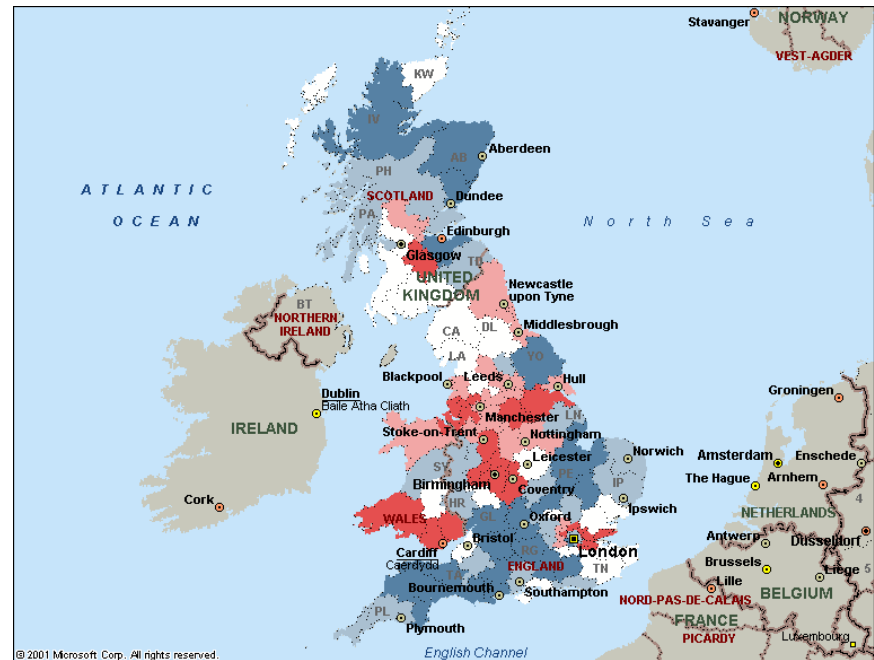 Stavanger
NORWAY
VEST-AGDER
KW
IV
AB
Aberdeen
PH
ATLANTIC
OCEAN
SCOTLAND
Dundee
PA
North Sea
Edinburgh
Glasgow
TD
UNITED
KINGDOM
Newcastle
upon Tyne
BT
NORTHERN
IRELAND
CA
DL
Middlesbrough
LA
YO
Blackpool
Leeds
Hull
Dublin
Baile Atha Cliath
Manchester
LN
Groningen
IRELAND
Stoke-on-Trent
Nottingham
Norwich
Leicester
SY
PE
Amsterdam
Enschede
Birmingham
Coventry
IP
The Hague
Arnhem
Cork
HR
Ipswich
4
NETHERLANDS
WALES
GL
Oxford
Antwerp
Düsseldorf
Cardiff
Caerdydd
Bristol
RG
London
ENGLAND
TN
Brussels
Liege
5
TA
Lille
Bournemouth
Southampton
NORD-PAS-DE-CALAIS
BELGIUM
PL
Plymouth
FRANCE
PICARDY
Luxembourg
English Channel
© 2001 Microsoft Corp. All rights reserved.